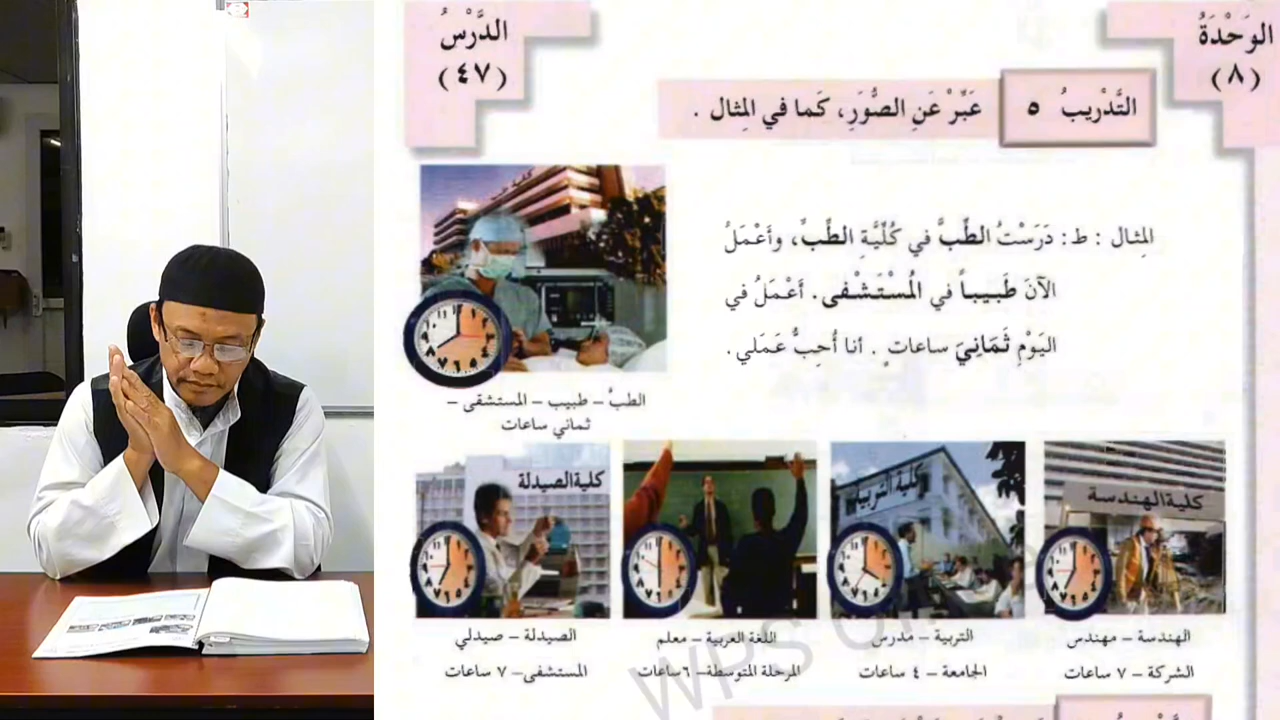 الوَحْدَةُ
(٨)
الدَّرْسُ
(٤٧)
التَّدْرِيبُ ٥ عَبِّرْ عَنِ الصُّوَرِ، كَما في المِثال .
المِثال : ط: دَرَسْتُ الطِّبَّ في كُلِّيَّةِ الطِّبِّ، وأَعْمَلُ
الآنَ طَبيباً في المُسْتَشْفى. أَعْمَلُ في
اليَوْمِ ثَمَانِيَ ساعاتٍ . أنا أُحِبُّ عَمَلي.
الطبّ – طبيب – المستشفى –
ثماني ساعات
كلية الهندسة
كلية التربية
كلية الصيدلة
الهندسة – مهندس
الشركة – ٧ ساعات
التربية – مدرس
الجامعة – ٤ ساعات
اللغة العربية – معلم
المرحلة المتوسطة– ٦ ساعات
الصيدلة – صيدلي
المستشفى– ٧ ساعات